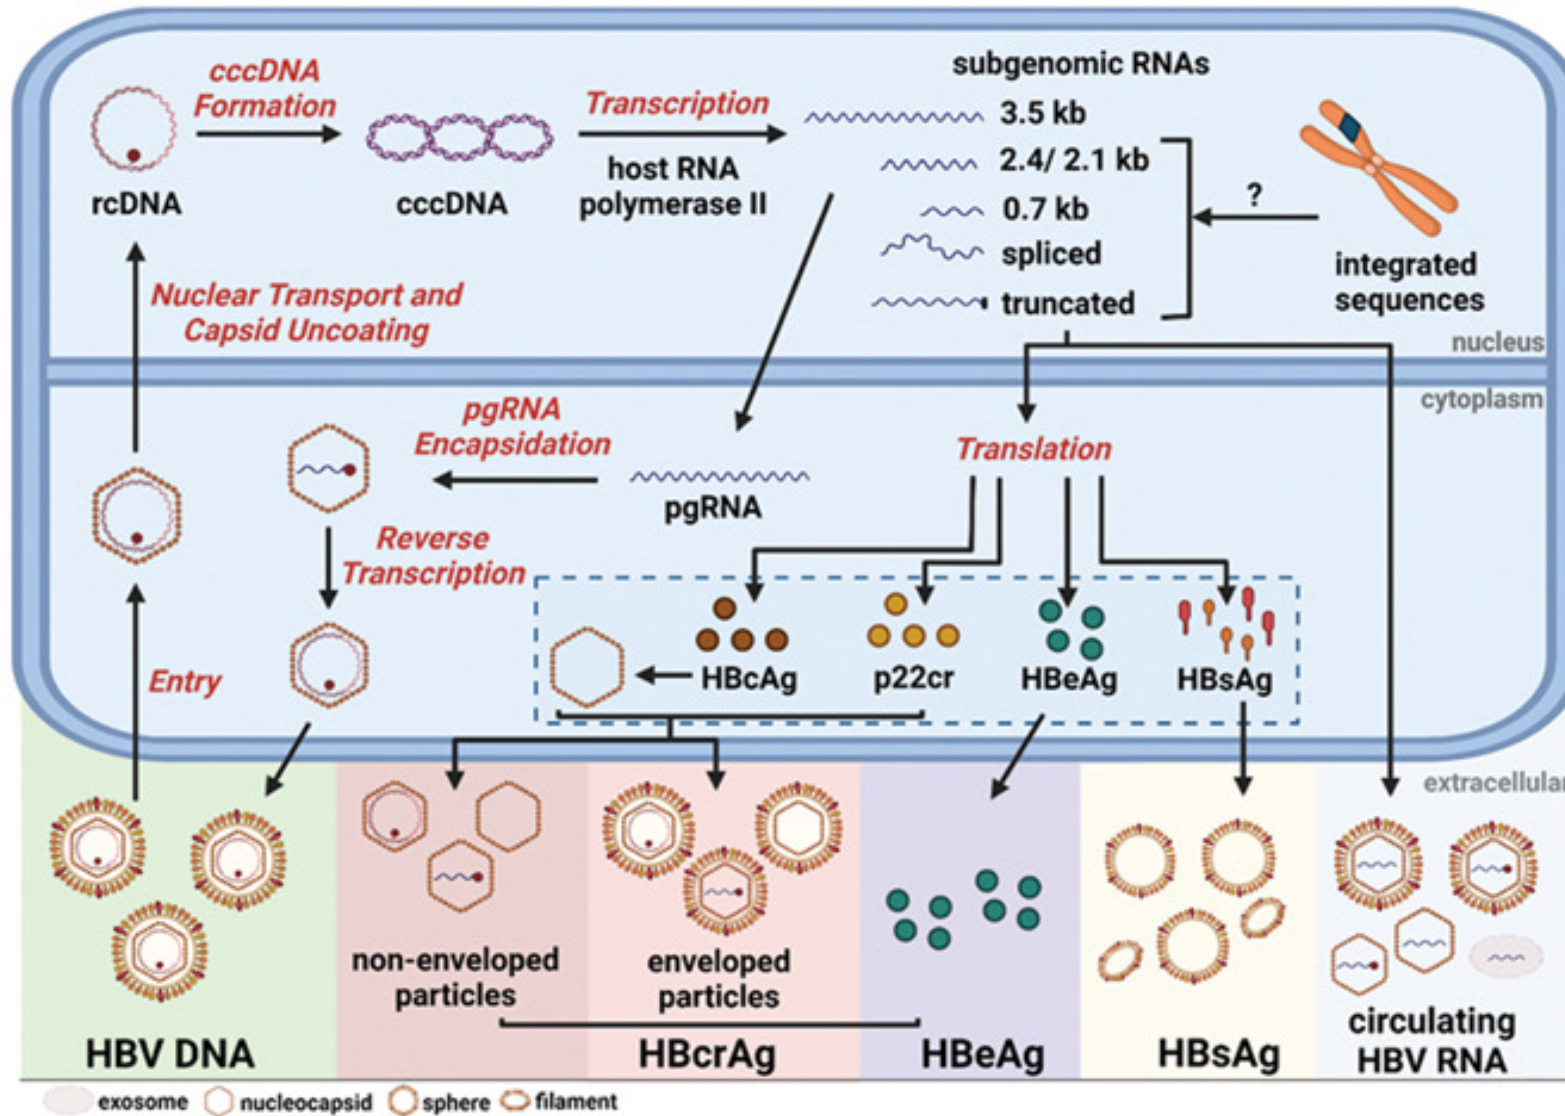 cccDNA
Formation
rcDNA
cccDNA
Transcription
host RNA
polymerase II
subgenomic RNAs
3.5 kb
2.4/ 2.1 kb
0.7 kb
spliced
truncated
?
integrated
sequences
nucleus
Nuclear Transport and
Capsid Uncoating
cytoplasm
pgRNA
Encapsidation
pgRNA
Translation
Reverse
Transcription
Entry
HBcAg
p22cr
HBeAg
HBsAg
extracellular
non-enveloped
particles
enveloped
particles
HBV DNA
HBcrAg
HBeAg
HBsAg
circulating
HBV RNA
exosome
nucleocapsid
sphere
filament